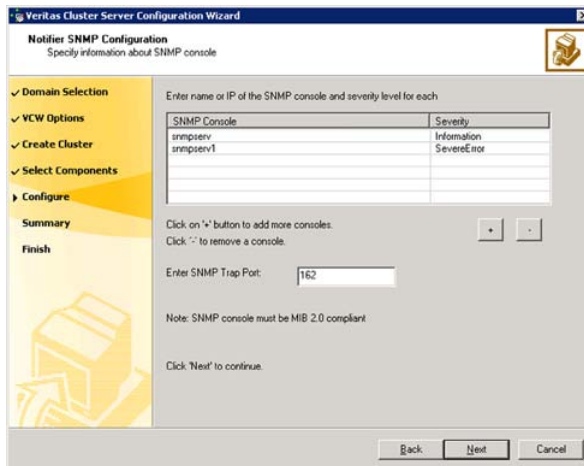 Veritas Cluster Server Configuration Wizard
Notifier SNMP Configuration
Specify information about SNMP console
Domain Selection
VCW Options
Create Cluster
Select Components
Configure
Summary
Finish
Enter name or IP of the SNMP console and severity level for each
SNMP Console Severity
snmpserv Information
snmpserv1 SevereError
Click on '+' button to add more consoles.
Click '-' to remove a console.
+ -
Enter SNMP Trap Port: 162
Note: SNMP console must be MIB 2.0 compliant
Click 'Next' to continue.
Back Next Cancel